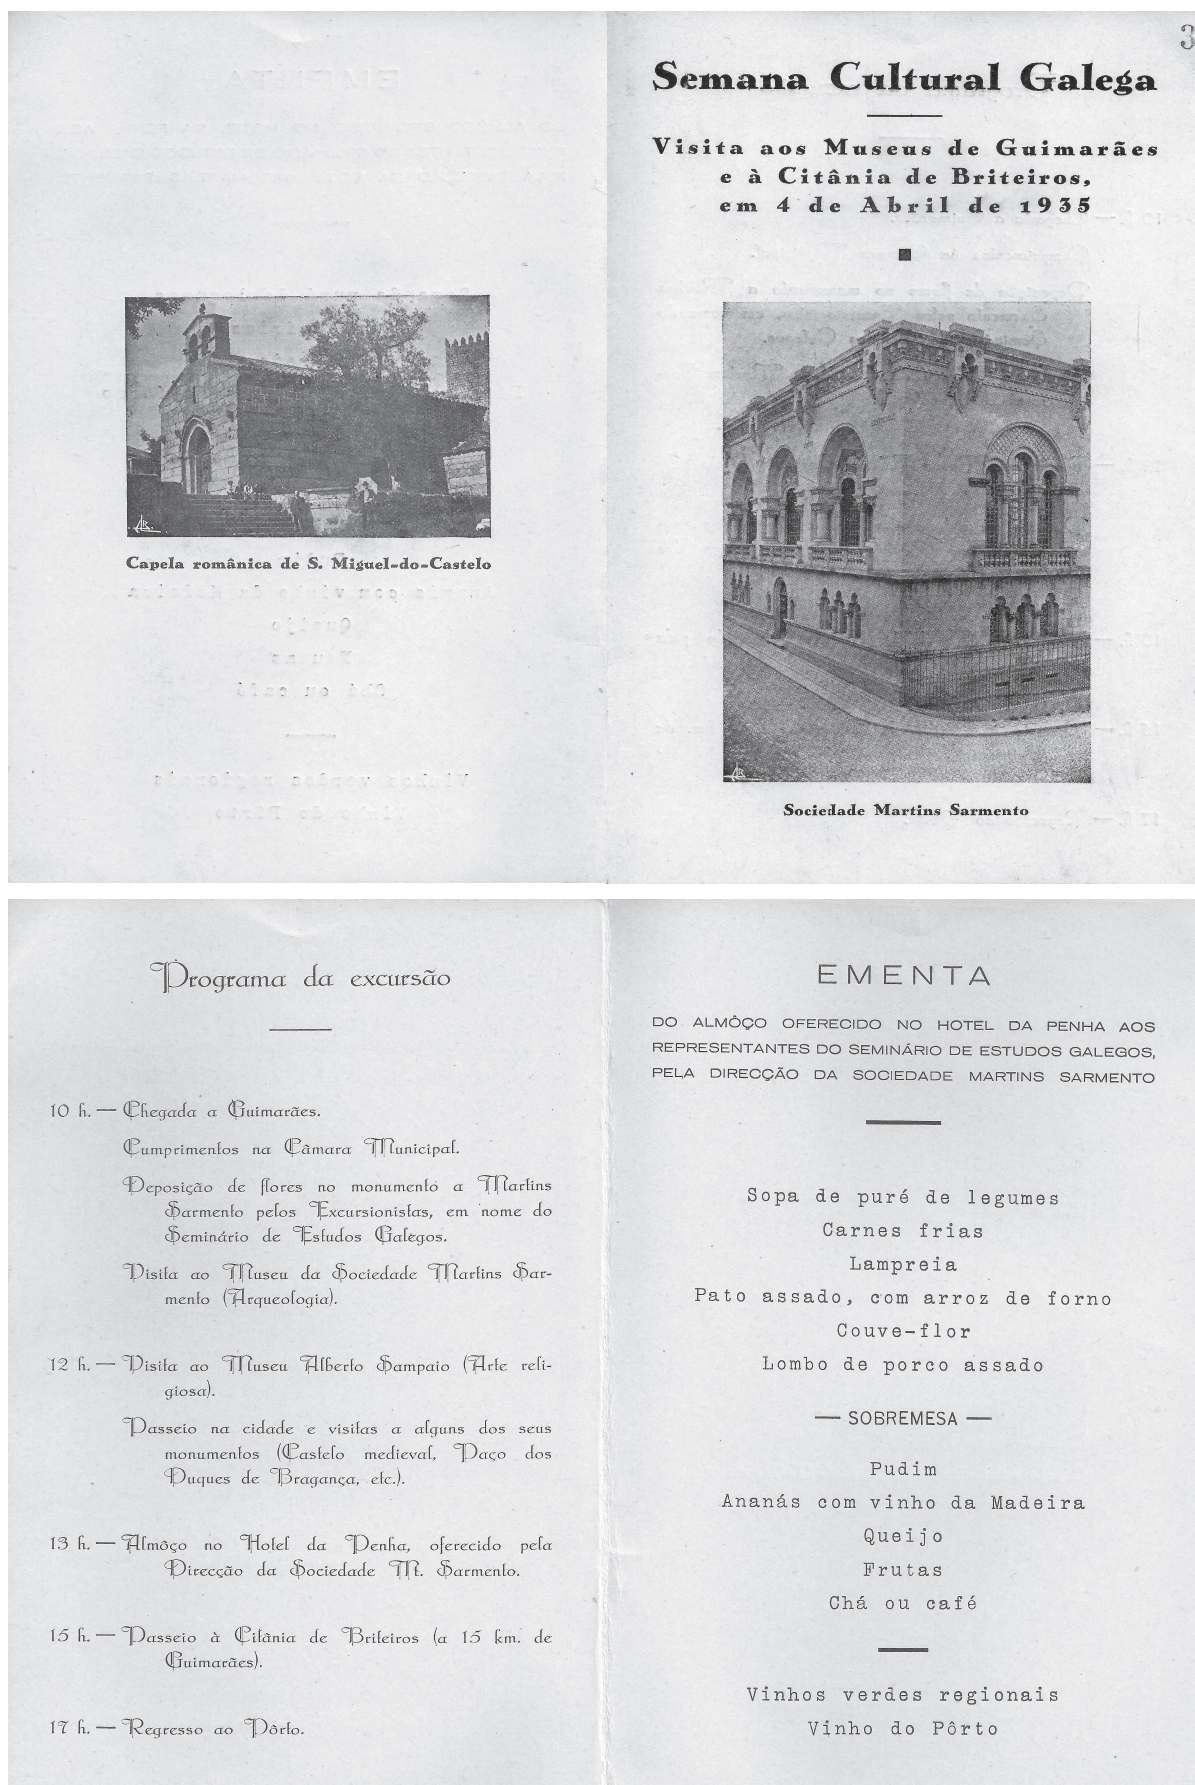 Capela românica de S. Miguel-do-Castelo
3
Semana Cultural Galega
Visita aos Museus de Guimarães
e à Citânia de Briteiros,
em 4 de Abril de 1935
Sociedade Martins Sarmento
Programa da excursão
10 h. — Chegada a Guimarães.
Cumprimentos na Câmara Municipal.
Deposição de flores no monumento a Martins
Sarmento pelos Excursionistas, em nome do
Seminário de Estudos Galegos.
Visita ao Museu da Sociedade Martins Sar-
mento (Arqueologia).
12 h. — Visita ao Museu Alberto Sampaio (Arte reli-
giosa).
Passeio na cidade e visitas a alguns dos seus
monumentos (Castelo medieval, Paço dos
Duques de Bragança, etc.).
13 h. — Almôço no Hotel da Penha, oferecido pela
Direcção da Sociedade M. Sarmento.
15 h. — Passeio à Citânia de Briteiros (a 15 km. de
Guimarães).
17 h. — Regresso ao Pôrto.
EMENTA
DO ALMÔÇO OFERECIDO NO HOTEL DA PENHA AOS
REPRESENTANTES DO SEMINÁRIO DE ESTUDOS GALEGOS,
PELA DIRECÇÃO DA SOCIEDADE MARTINS SARMENTO
Sopa de puré de legumes
Carnes frias
Lampreia
Pato assado, com arroz de forno
Couve-flor
Lombo de porco assado
— SOBREMESA —
Pudim
Ananás com vinho da Madeira
Queijo
Frutas
Chá ou café
Vinhos verdes regionais
Vinho do Pôrto